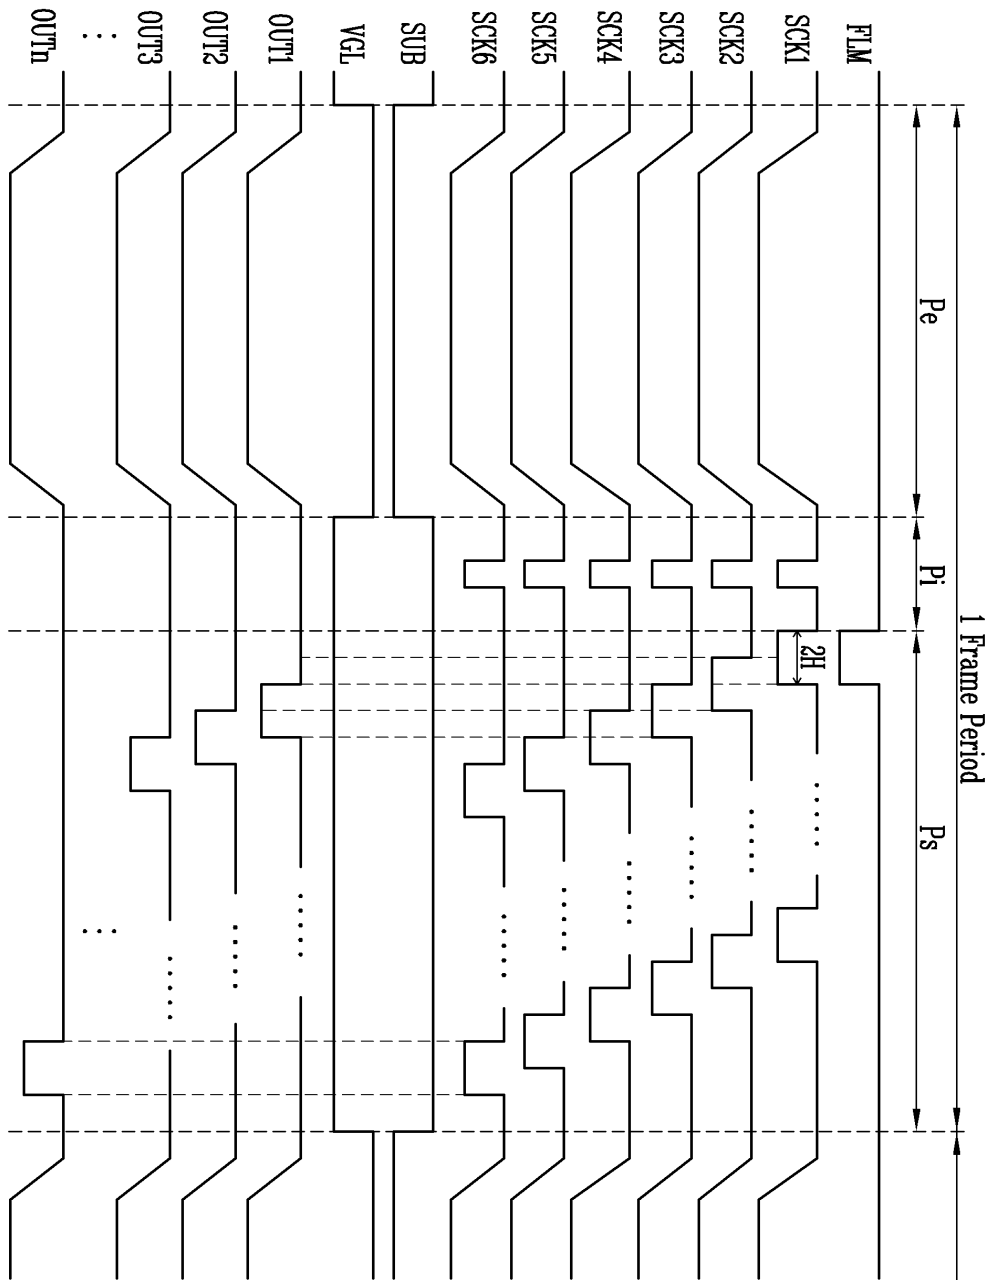 1 Frame Period
Pe
Pi
Ps
FLM
2H
SCK1
SCK2
SCK3
SCK4
SCK5
SCK6
SUB
VGL
OUT1
OUT2
OUT3
OUTn